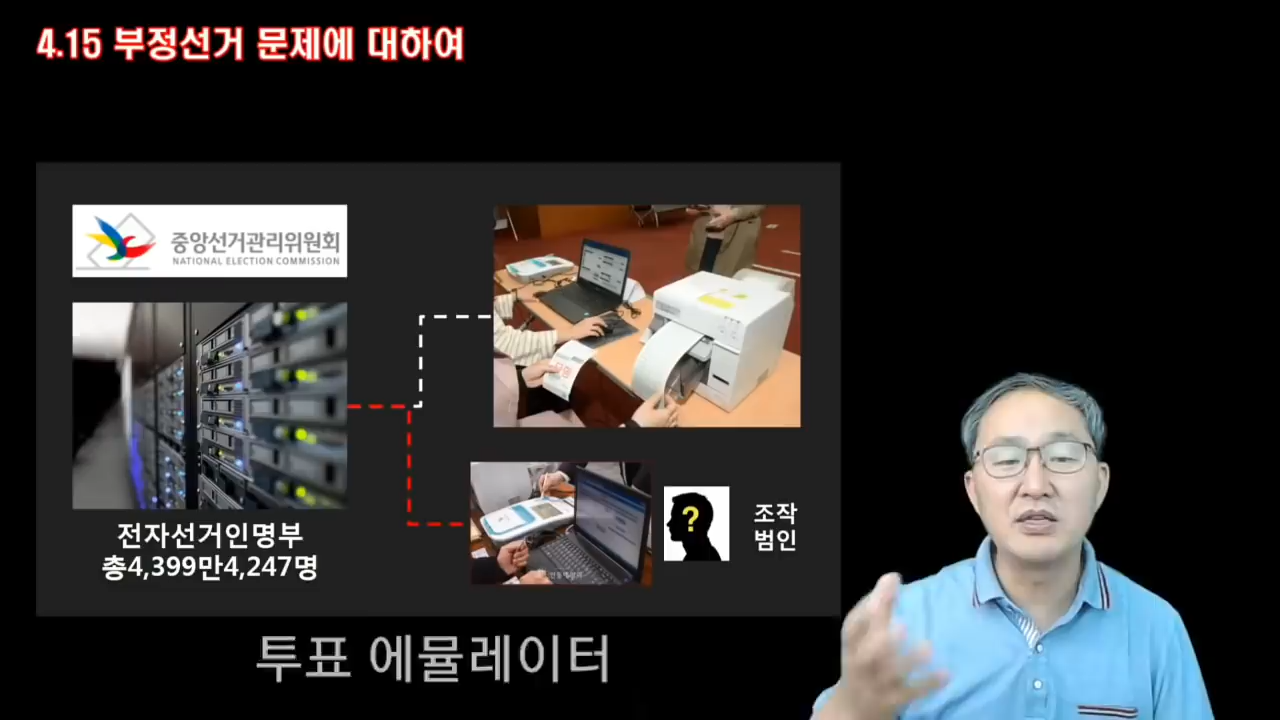 4.15 부정선거 문제에 대하여
중앙선거관리위원회
NATIONAL ELECTION COMMISSION
전자선거인명부
총4,399만4,247명
?
조작
범인
투표 에뮬레이터